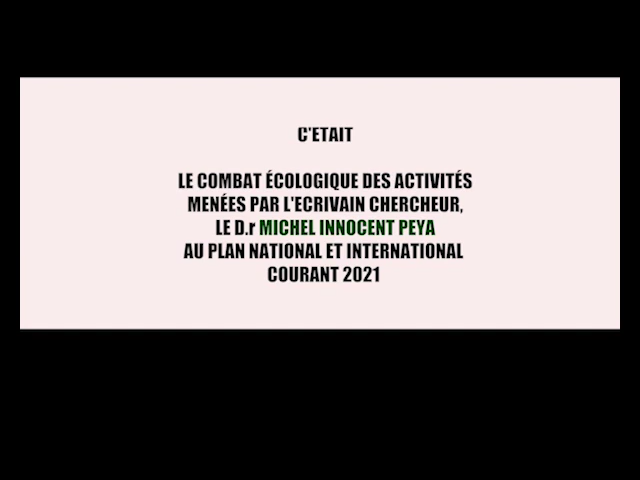 C'ETAIT
LE COMBAT ÉCOLOGIQUE DES ACTIVITÉS
MENÉES PAR L'ECRIVAIN CHERCHEUR,
LE D.r MICHEL INNOCENT PEYA
AU PLAN NATIONAL ET INTERNATIONAL
COURANT 2021